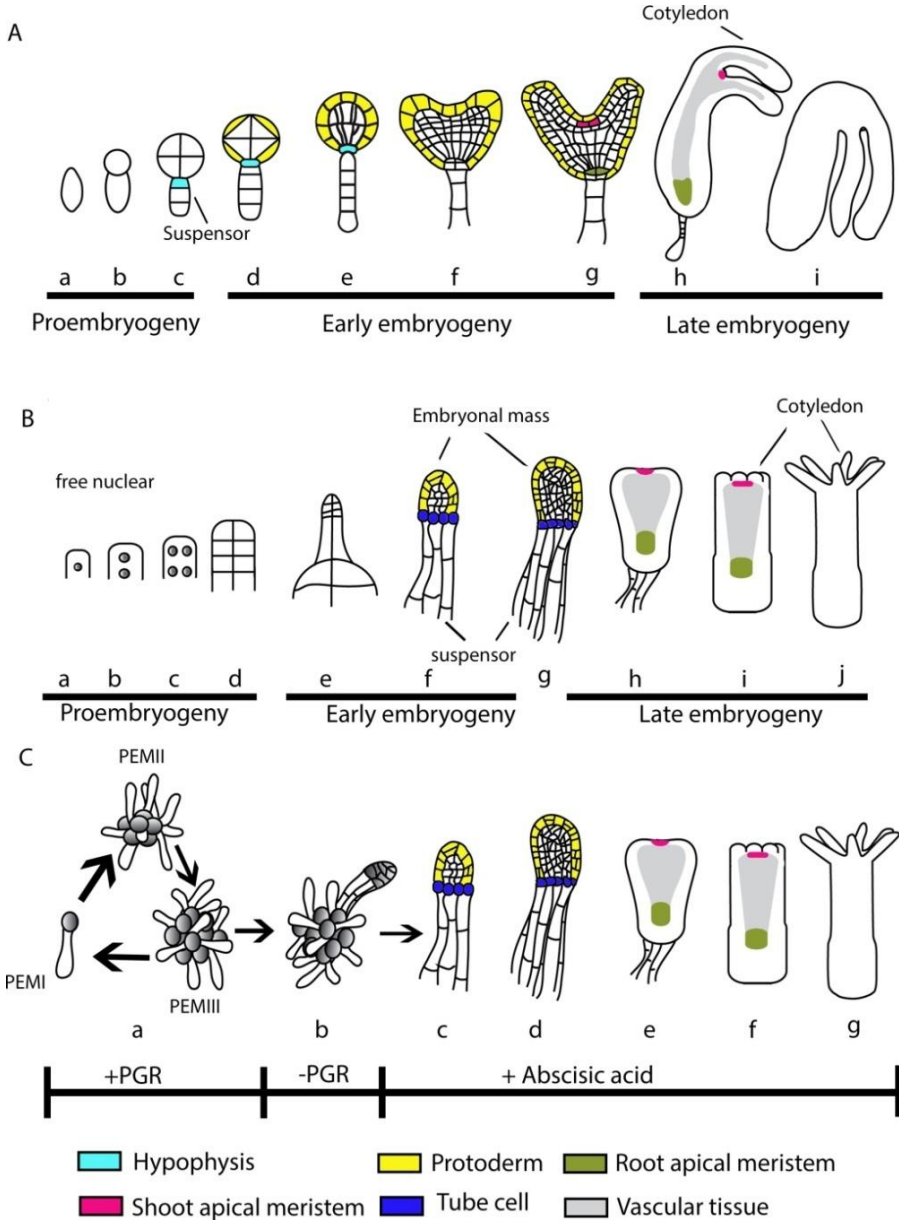 A
Cotyledon
Suspensor
a b c d e f g h i
Proembryogeny Early embryogeny Late embryogeny
B
Embryonal mass
Cotyledon
free nuclear
suspensor
a b c d e f g h i j
Proembryogeny Early embryogeny Late embryogeny
C
PEMII
PEMI
PEMIII
a b c d e f g
+PGR -PGR + Abscisic acid
Hypophysis Protoderm Root apical meristem
Shoot apical meristem Tube cell Vascular tissue